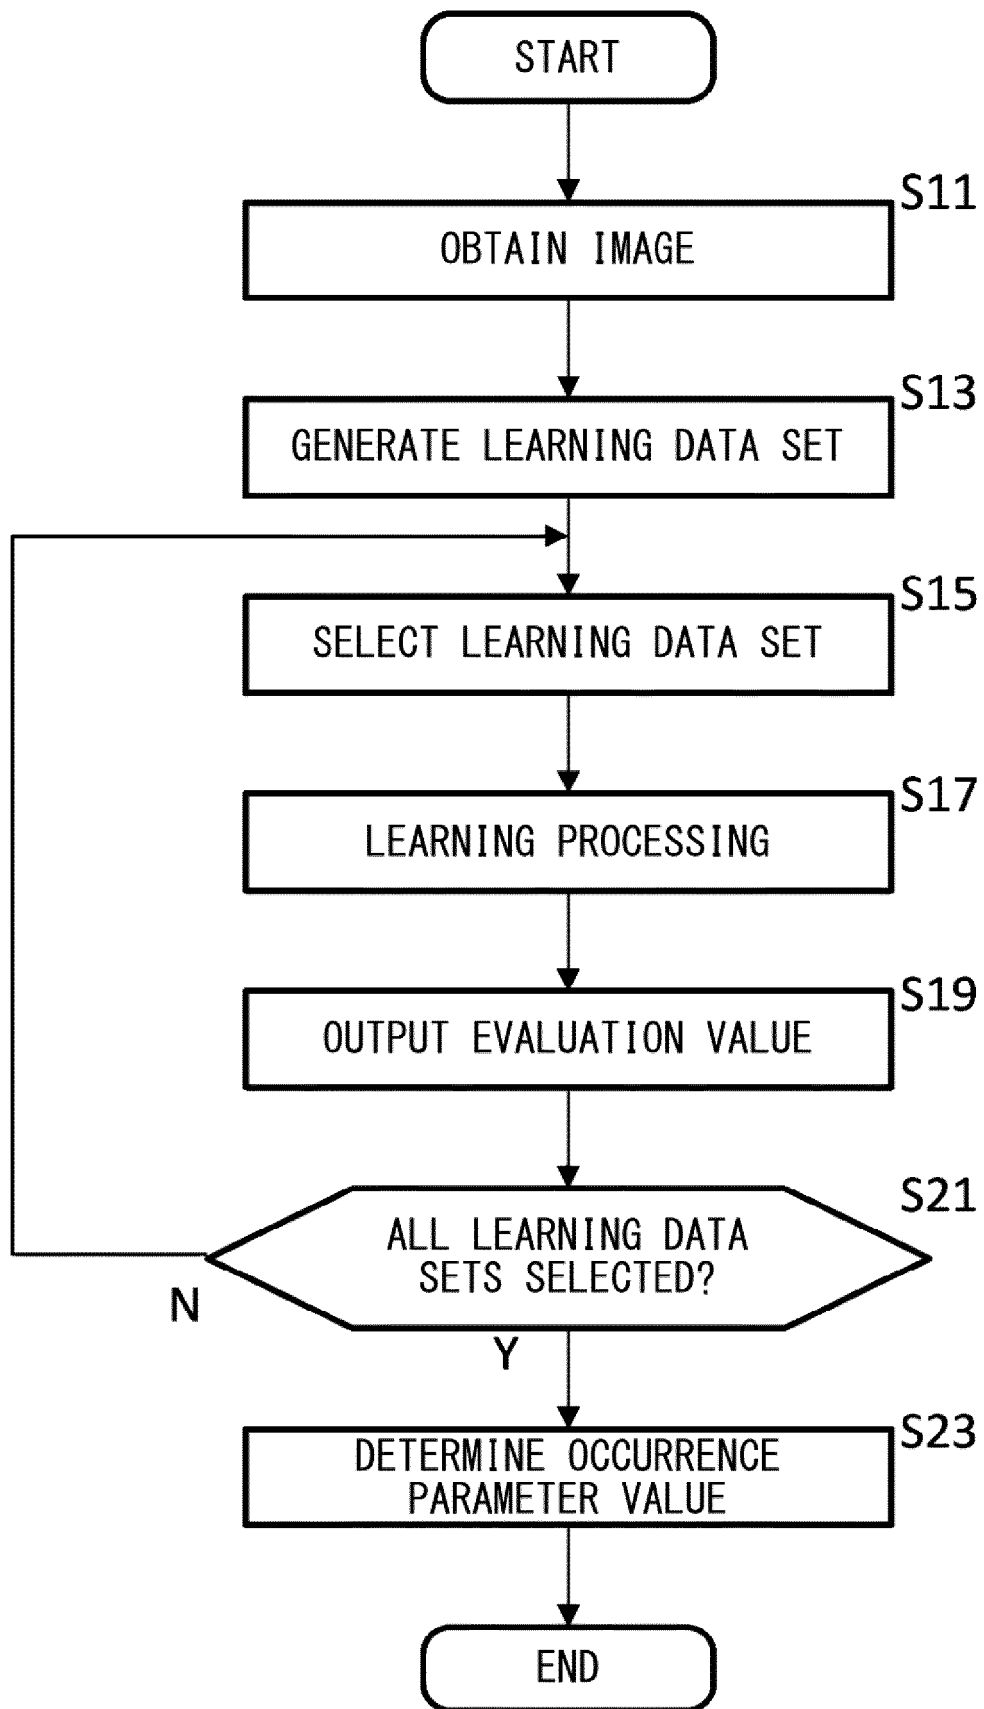 START
S11
OBTAIN IMAGE
S13
GENERATE LEARNING DATA SET
S15
SELECT LEARNING DATA SET
S17
LEARNING PROCESSING
S19
OUTPUT EVALUATION VALUE
S21
ALL LEARNING DATA
SETS SELECTED?
N
Y
S23
DETERMINE OCCURRENCE
PARAMETER VALUE
END